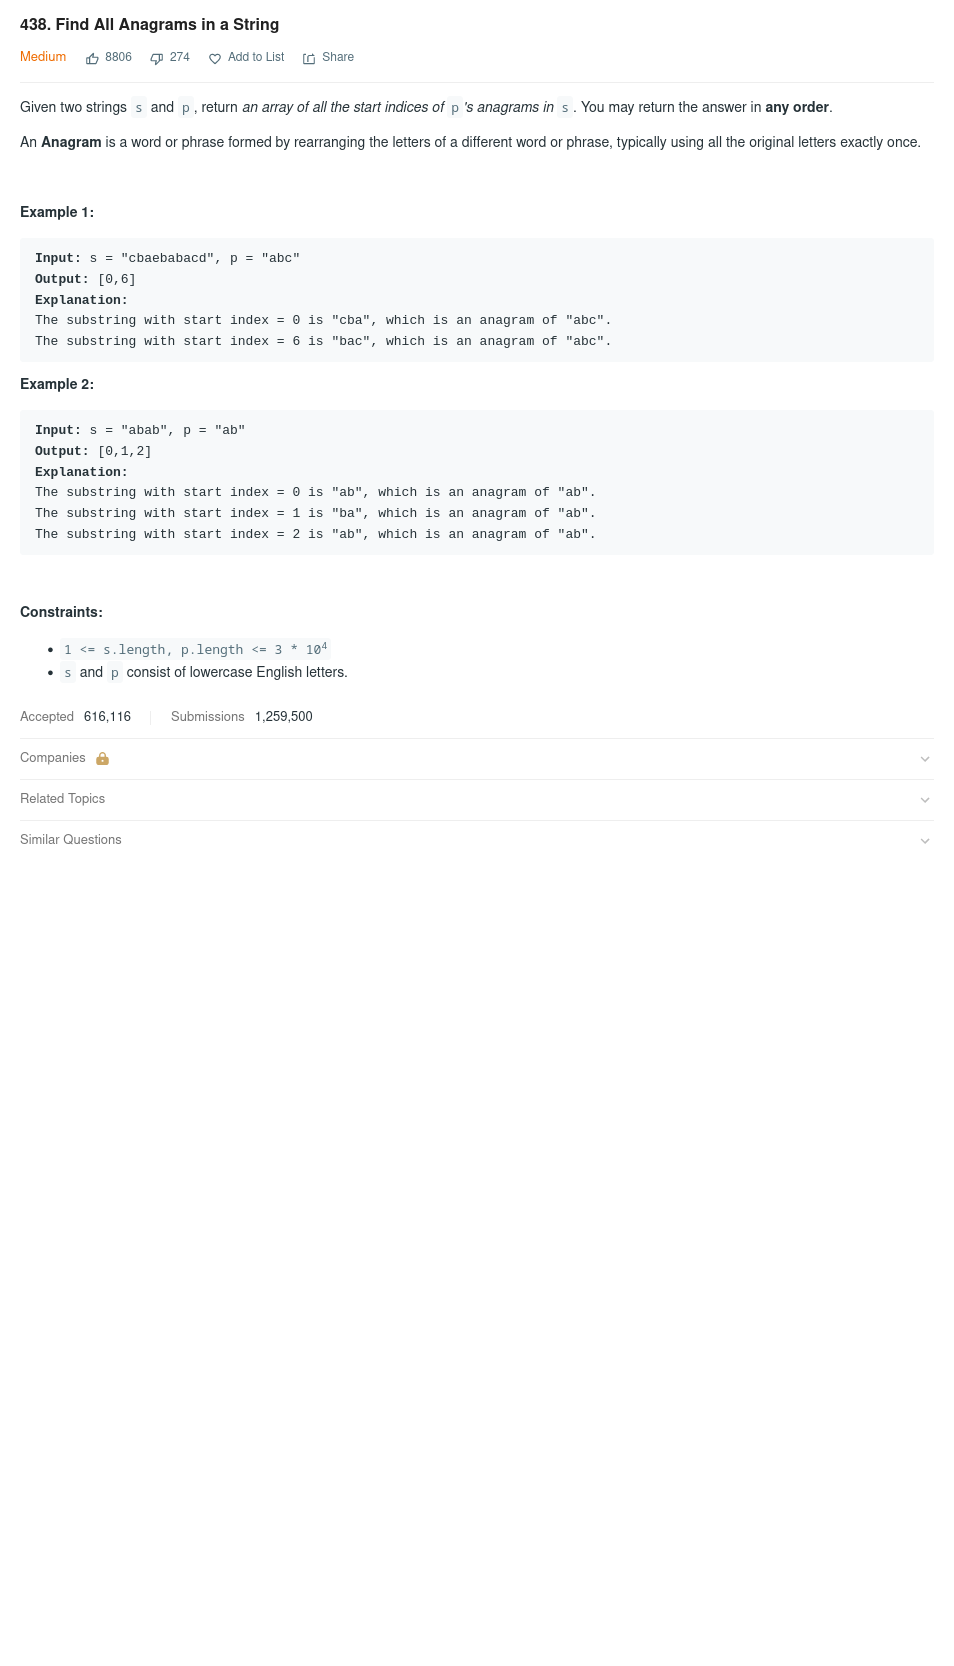 438. Find All Anagrams in a String
Medium 8806 274 Add to List Share
Given two strings s and p, return an array of all the start indices of p's anagrams in s. You may return the answer in any order.
An Anagram is a word or phrase formed by rearranging the letters of a different word or phrase, typically using all the original letters exactly once.
Example 1:
Input: s = "cbaebabacd", p = "abc"
Output: [0,6]
Explanation:
The substring with start index = 0 is "cba", which is an anagram of "abc".
The substring with start index = 6 is "bac", which is an anagram of "abc".
Example 2:
Input: s = "abab", p = "ab"
Output: [0,1,2]
Explanation:
The substring with start index = 0 is "ab", which is an anagram of "ab".
The substring with start index = 1 is "ba", which is an anagram of "ab".
The substring with start index = 2 is "ab", which is an anagram of "ab".
Constraints:
• 1 <= s.length, p.length <= 3 * 10⁴
• s and p consist of lowercase English letters.
Accepted 616,116 Submissions 1,259,500
Companies
Related Topics
Similar Questions